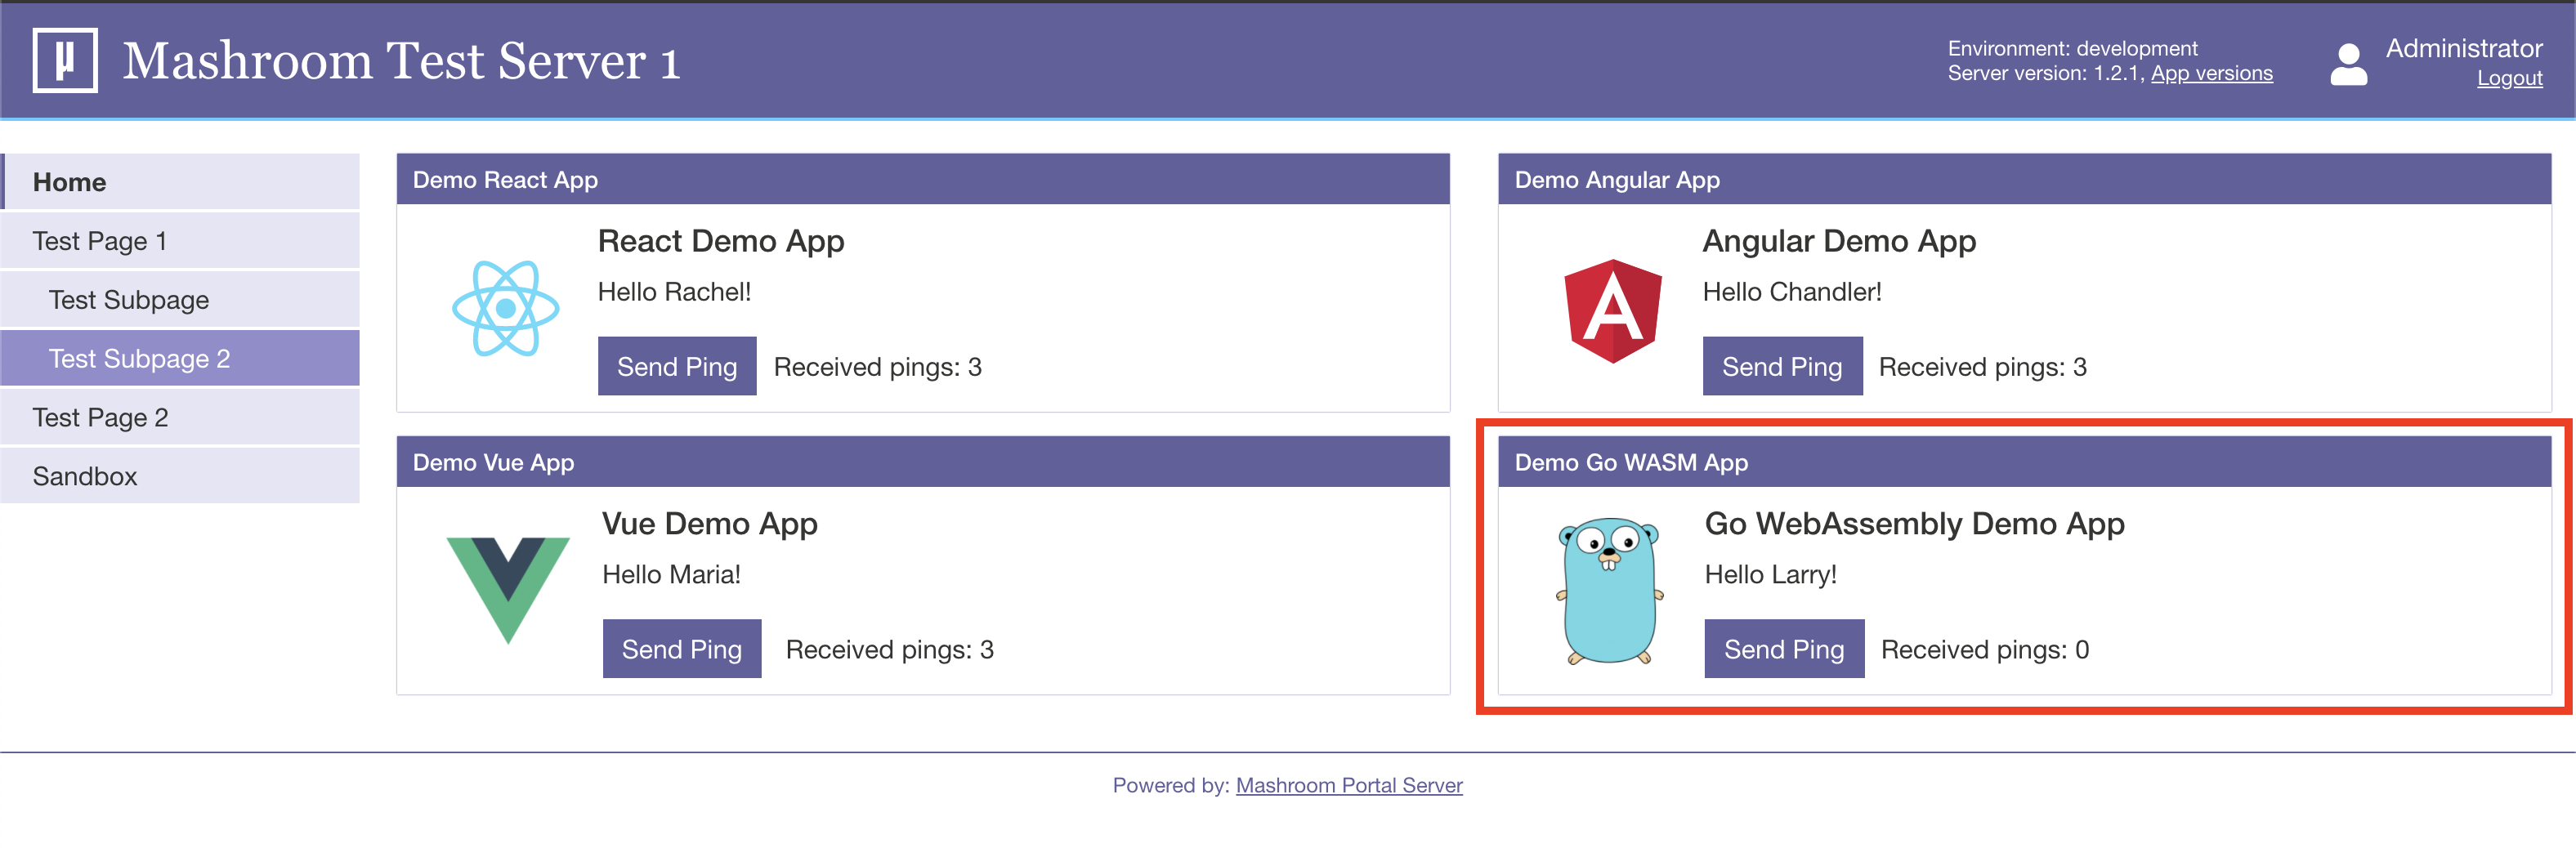 µ Mashroom Test Server 1
Environment: development
Server version: 1.2.1, App versions
Administrator
Logout
Home
Test Page 1
Test Subpage
Test Subpage 2
Test Page 2
Sandbox
Demo React App
React Demo App
Hello Rachel!
Send Ping Received pings: 3
Demo Angular App
A
Angular Demo App
Hello Chandler!
Send Ping Received pings: 3
Demo Vue App
Vue Demo App
Hello Maria!
Send Ping Received pings: 3
Demo Go WASM App
Go WebAssembly Demo App
Hello Larry!
Send Ping Received pings: 0
Powered by: Mashroom Portal Server